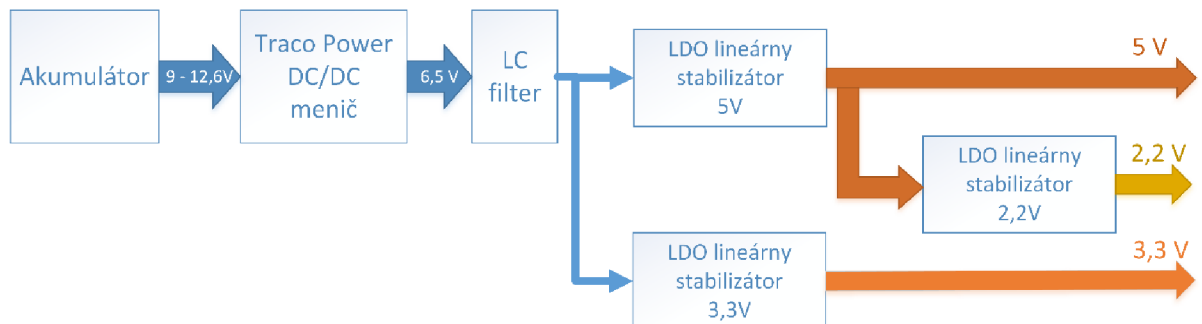 Akumulátor
9 - 12,6V
Traco Power
DC/DC
menič
6,5 V
LC
filter
LDO lineárny
stabilizátor
5V
5 V
LDO lineárny
stabilizátor
2,2V
2,2 V
LDO lineárny
stabilizátor
3,3V
3,3 V